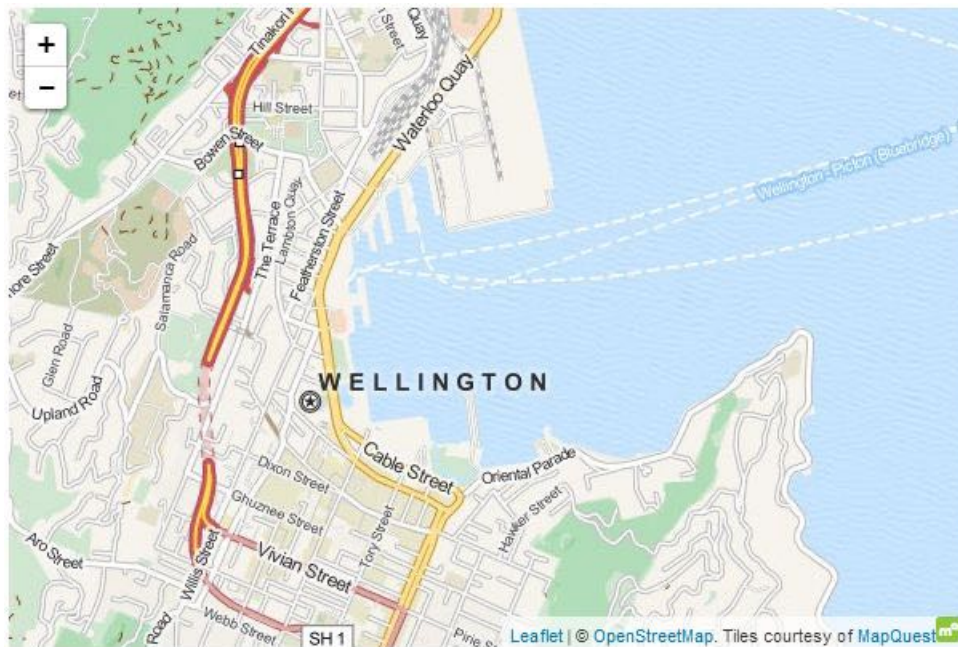 +
−
Tinakori
Quay
Street
Waterloo Quay
Hill Street
Bowen Street
Wellington - Picton (Bluebridge)
Lambton Quay
The Terrace
Featherston Street
Salamanca Road
more Street
Glen Road
Upland Road
WELLINGTON
Cable Street
Oriental Parade
Dixon Street
Ghuznee Street
Hawker Street
Tory Street
Aro Street
Willis Street
Vivian Street
Webb Street
Road
Pirie S
SH 1
Leaflet | © OpenStreetMap. Tiles courtesy of MapQuest